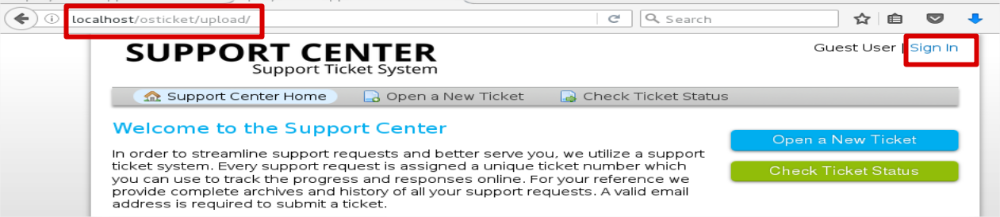 localhost/osticket/upload/
Search
SUPPORT CENTER
Support Ticket System
Guest User | Sign In
Support Center Home Open a New Ticket Check Ticket Status
Welcome to the Support Center
Open a New Ticket
In order to streamline support requests and better serve you, we utilize a support
ticket system. Every support request is assigned a unique ticket number which
you can use to track the progress and responses online. For your reference we
provide complete archives and history of all your support requests. A valid email
address is required to submit a ticket.
Check Ticket Status